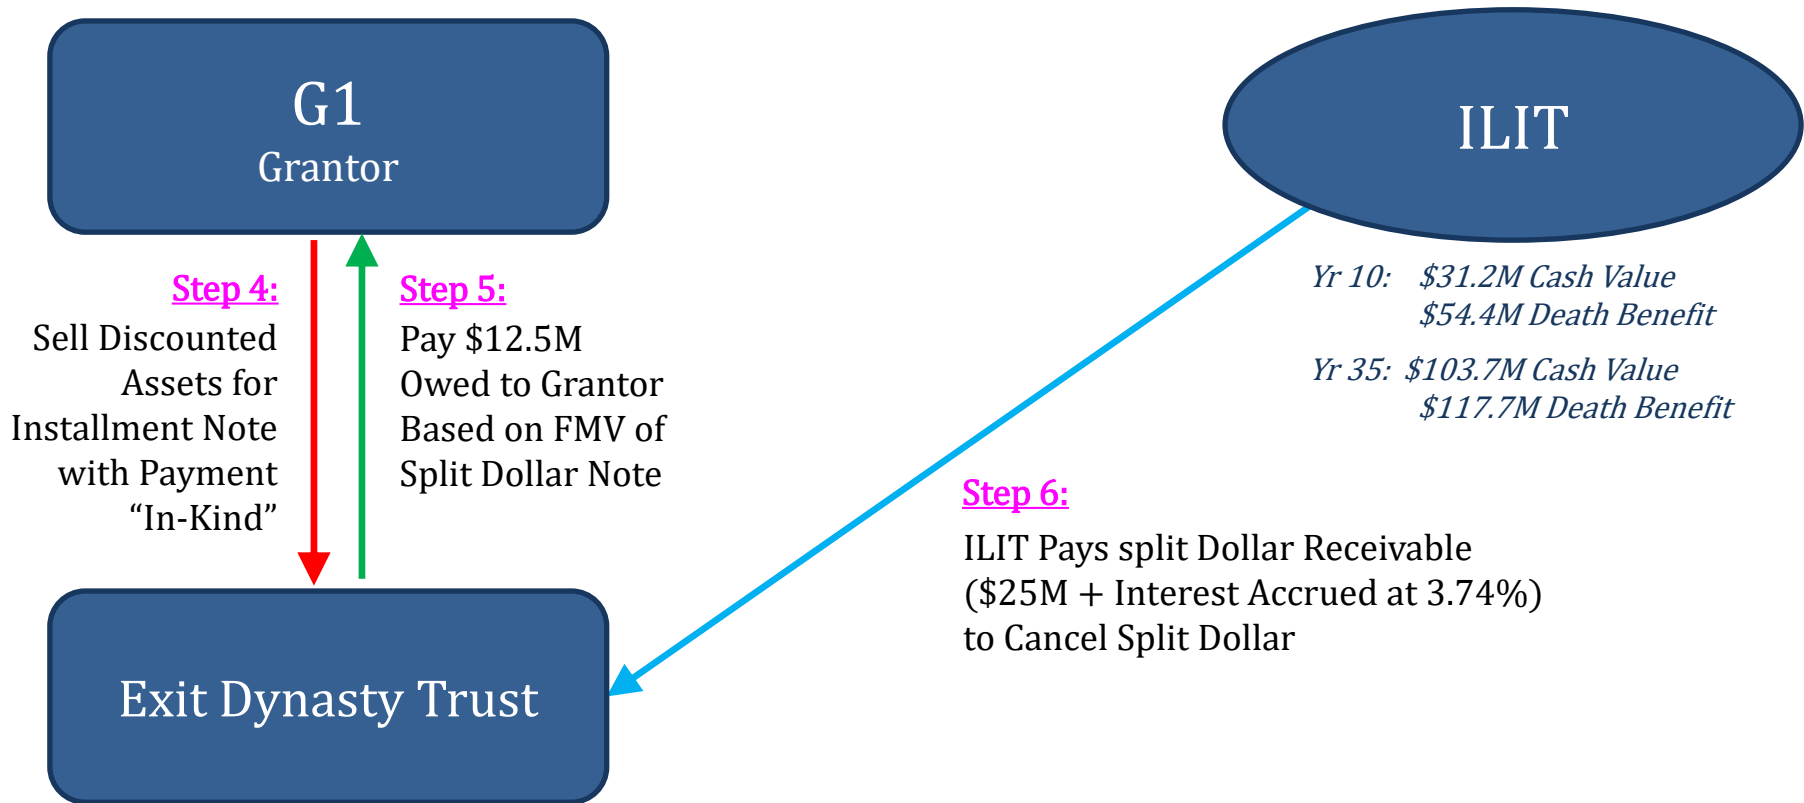 G1
Grantor
ILIT
Yr 10: $31.2M Cash Value
$54.4M Death Benefit
Yr 35: $103.7M Cash Value
$117.7M Death Benefit
Step 4:
Sell Discounted
Assets for
Installment Note
with Payment
“In-Kind”
Step 5:
Pay $12.5M
Owed to Grantor
Based on FMV of
Split Dollar Note
Step 6:
ILIT Pays split Dollar Receivable
($25M + Interest Accrued at 3.74%)
to Cancel Split Dollar
Exit Dynasty Trust